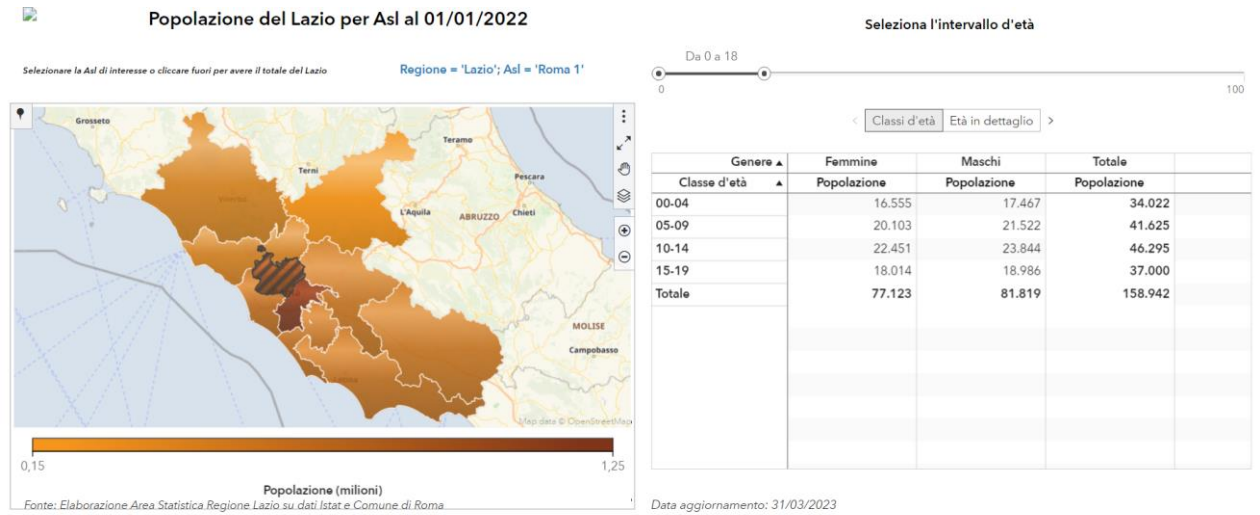 Popolazione del Lazio per Asl al 01/01/2022
Selezionare la Asl di interesse o cliccare fuori per avere il totale del Lazio
Regione = 'Lazio'; Asl = 'Roma 1'
Grosseto
Teramo
Terni
Pescara
Viterbo
L'Aquila
ABRUZZO
Chieti
MOLISE
Campobasso
Latina
Map data © OpenStreetMap
0,15
1,25
Popolazione (milioni)
Fonte: Elaborazione Area Statistica Regione Lazio su dati Istat e Comune di Roma
Seleziona l'intervallo d'età
Da 0 a 18
0
100
< Classi d'età Età in dettaglio >
Genere ▲ Femmine Maschi Totale
Classe d'età ▲ Popolazione Popolazione Popolazione
00-04 16.555 17.467 34.022
05-09 20.103 21.522 41.625
10-14 22.451 23.844 46.295
15-19 18.014 18.986 37.000
Totale 77.123 81.819 158.942
Data aggiornamento: 31/03/2023